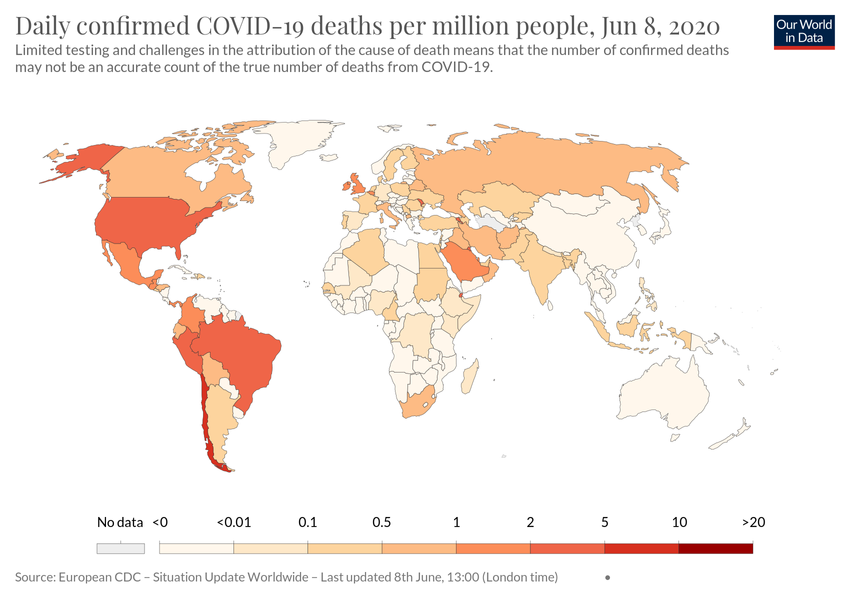 Daily confirmed COVID-19 deaths per million people, Jun 8, 2020
Our World
in Data
Limited testing and challenges in the attribution of the cause of death means that the number of confirmed deaths
may not be an accurate count of the true number of deaths from COVID-19.
No data <0 <0.01 0.1 0.5 1 2 5 10 >20
Source: European CDC – Situation Update Worldwide – Last updated 8th June, 13:00 (London time) •